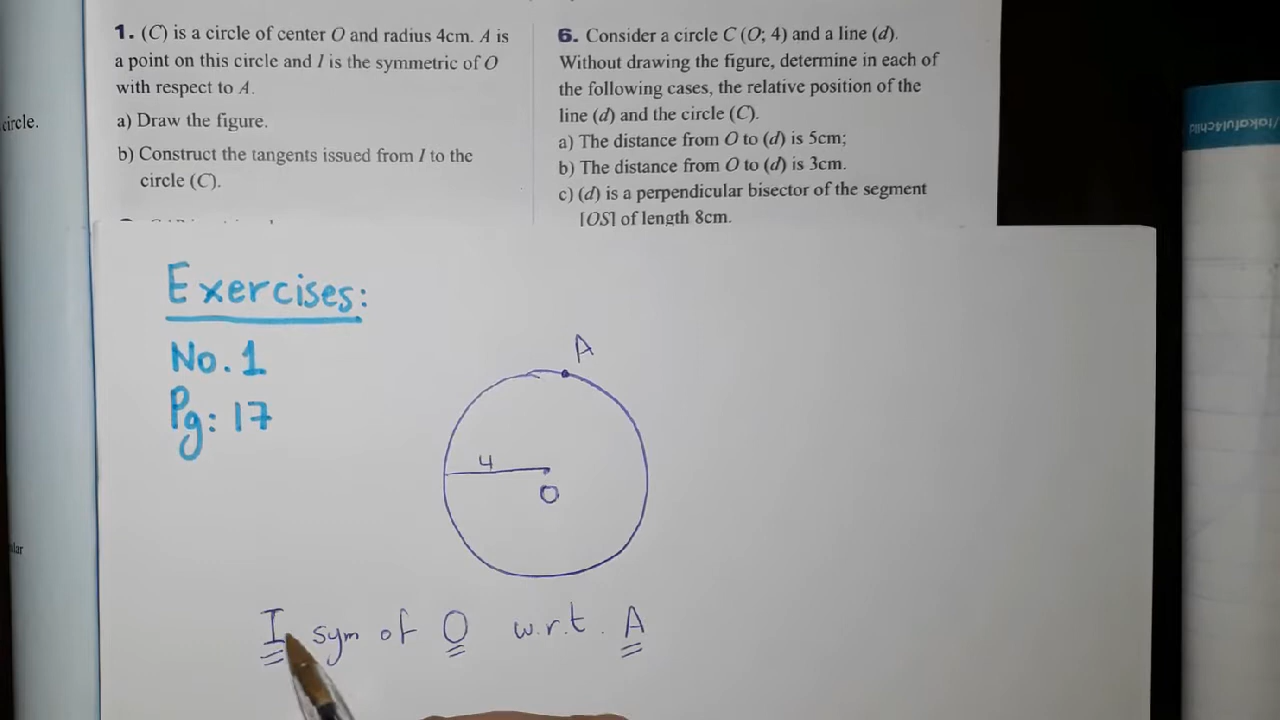 1. (C) is a circle of center O and radius 4cm. A is
a point on this circle and I is the symmetric of O
with respect to A.
a) Draw the figure.
b) Construct the tangents issued from I to the
circle (C).
6. Consider a circle C (O; 4) and a line (d).
Without drawing the figure, determine in each of
the following cases, the relative position of the
line (d) and the circle (C).
a) The distance from O to (d) is 5cm;
b) The distance from O to (d) is 3cm.
c) (d) is a perpendicular bisector of the segment
[OS] of length 8cm.
circle.
Exercises:
No. 1
Pg: 17
A
4
O
I sym of O w.r.t. A